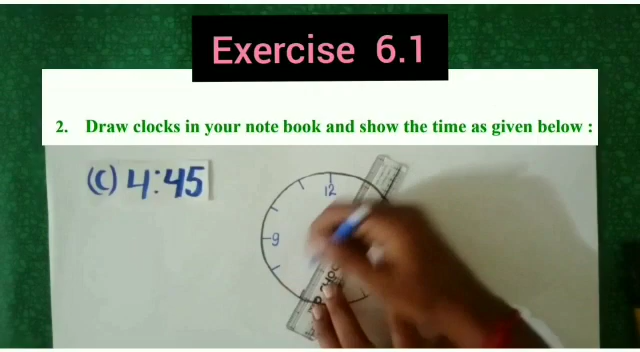 Exercise 6.1
2. Draw clocks in your note book and show the time as given below :
(C) 4:45
12
9